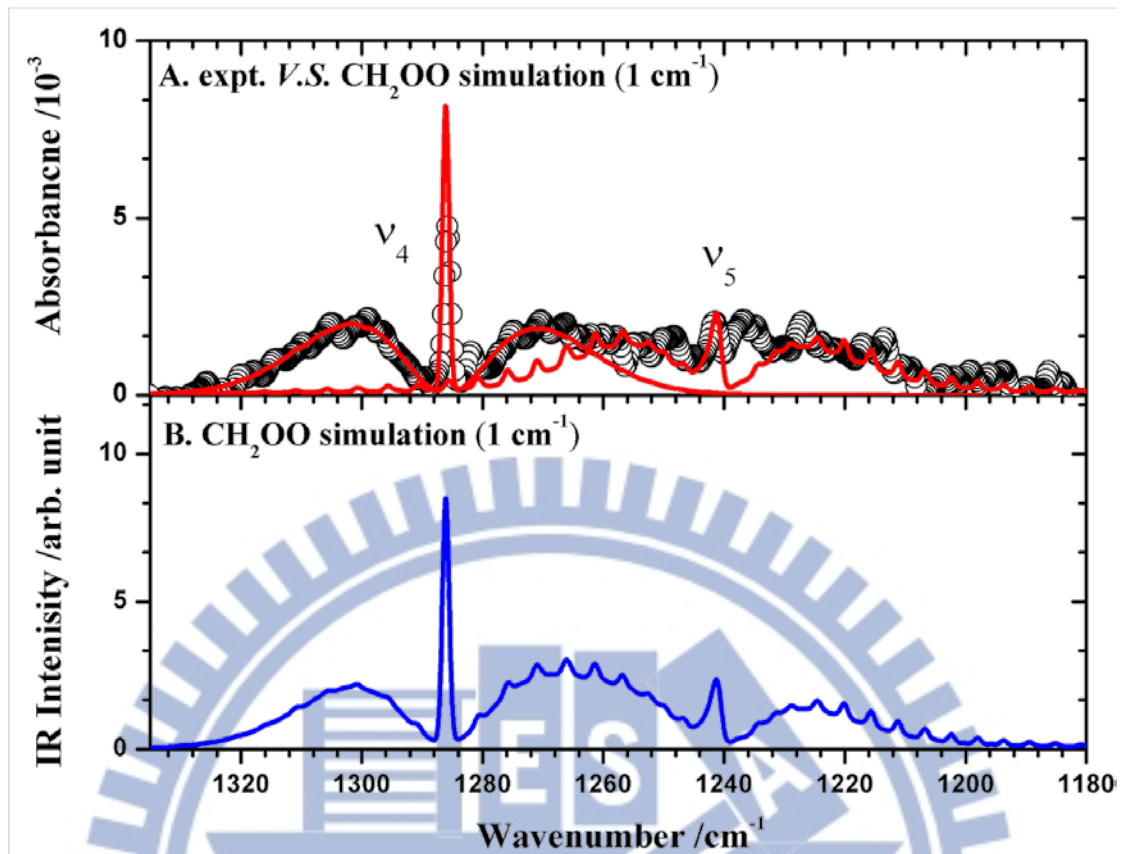 10
A. expt. V.S. CH₂OO simulation (1 cm⁻¹)
Absorbancne /10⁻³
ν₄
5
ν₅
0
10
B. CH₂OO simulation (1 cm⁻¹)
IR Intenisity /arb. unit
5
0
ES
A
1320 1300 1280 1260 1240 1220 1200 1180
Wavenumber /cm⁻¹